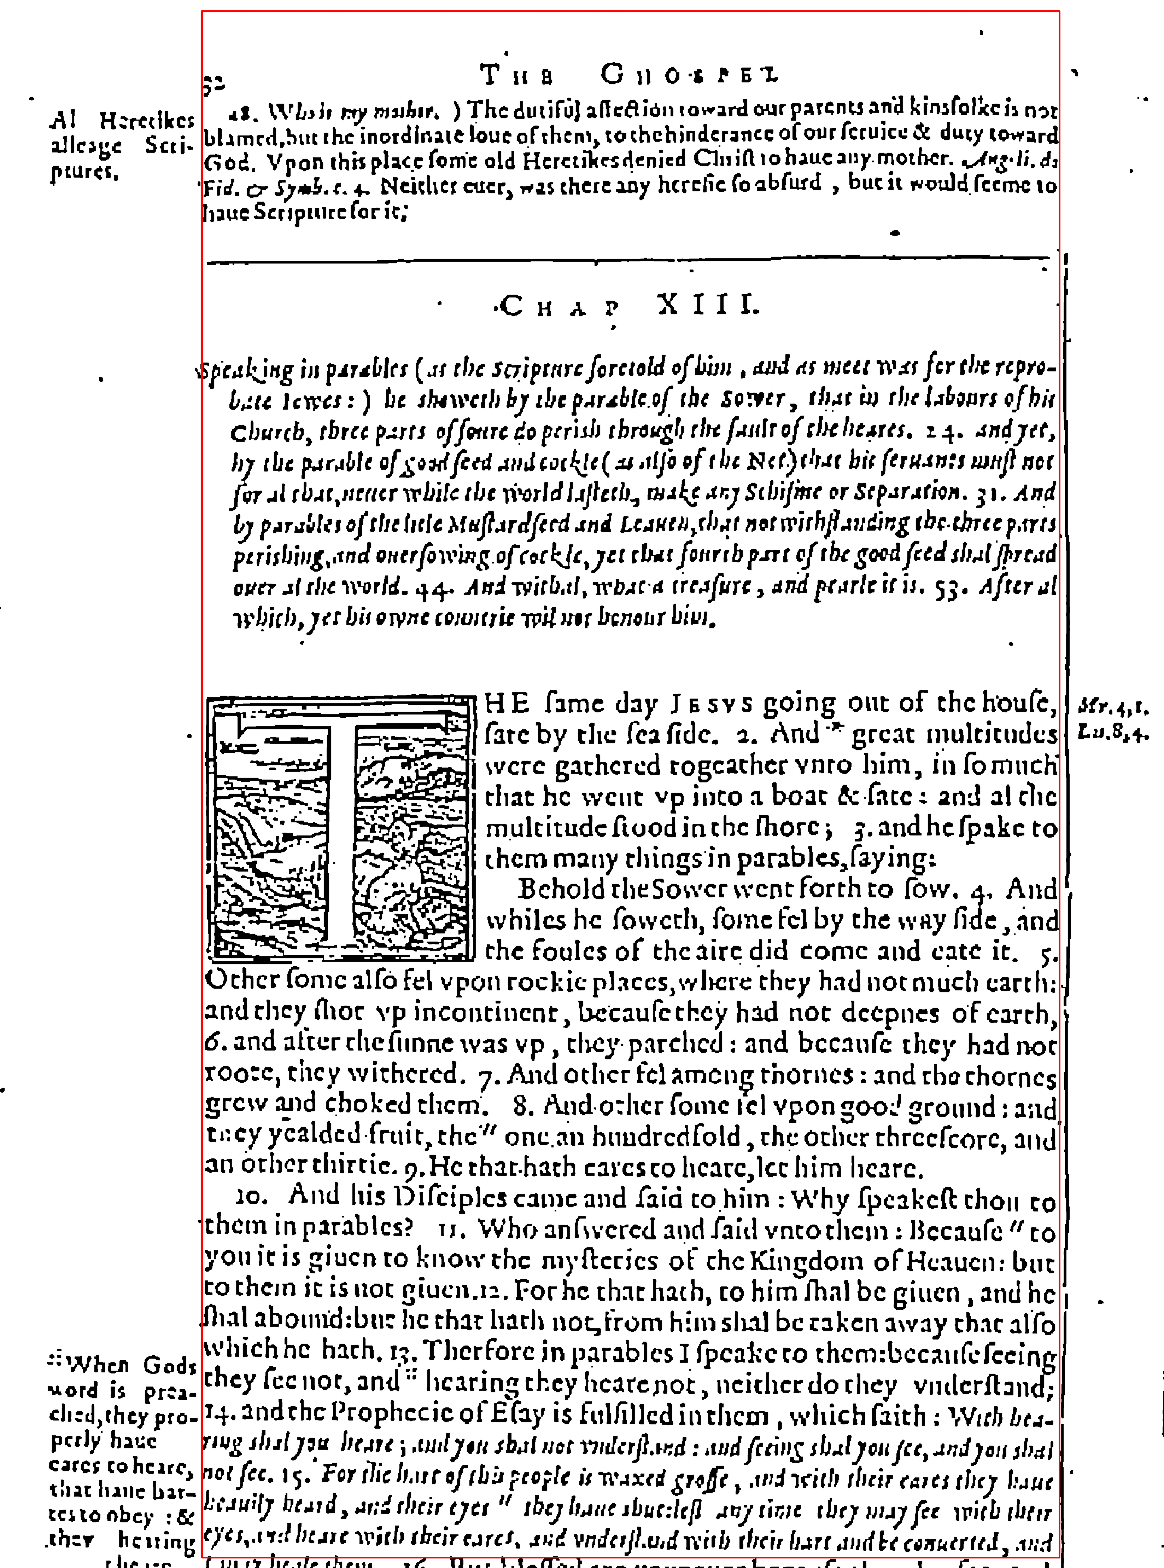 32
THE GHOSPEL
Al Heretikes
alleage Scri-
ptures.
48. Who is my mother. ) The dutiful affectiõ toward our parents and kinsfolke is not
blamed, but the inordinate loue of them, to the hinderance of our seruice & duty toward
God. Vpon this place some old Heretikes denied Christ to haue any mother. Aug. li. de
Fid. & Symb. c. 4. Neither euer, was there any heresie so absurd , but it would seeme to
haue Scripture for it;
CHAP XIII.
Speaking in parables ( as the Scripture foretold of him , and as meet was for the repro-
bate Iewes : ) he sheweth by the parable of the Sower, that in the labours of his
Church, three parts of foure do perish through the fault of the heares. 24. and yet,
by the parable of good seed and cockle ( as also of the Net ) that his seruants must not
for al that, neuer while the world lasteth, make any Schisme or Separation. 31. And
by parables of the litle Mustardseed and Leauen, that notwithstanding the three parts
perishing, and ouersowing of cockle, yet that fourth part of the good seed shal spread
ouer al the world. 44. And withal, what a treasure, and pearle it is. 53. After al
which, yet his owne countrie wil not honour him.
THE ſame day JESVS going out of the houſe,
ſate by the ſea ſide. 2. And * great multitudes
were gathered togeather vnto him, in ſo much
that he went vp into a boat & ſate : and al the
multitude ſtood in the ſhore ; 3. and he ſpake to
them many things in parables, ſaying:
Mr. 4, 1.
Lu. 8, 4.
Behold the Sower went forth to ſow. 4. And
whiles he ſoweth, ſome fel by the way ſide, and
the foules of the aire did come and eate it. 5.
Other ſome alſo fel vpon rockie places, where they had not much earth:
and they ſhot vp incontinent, becauſe they had not deepnes of earth,
6. and after the ſunne was vp , they parched : and becauſe they had not
roote, they withered. 7. And other fel among thornes : and the thornes
grew and choked them. 8. And other ſome fel vpon good ground : and
they yealded fruit, the " one an hundredfold , the other threeſcore, and
an other thirtie. 9. He that hath eares to heare, let him heare.
10. And his Diſciples came and ſaid to him : Why ſpeakeſt thou to
them in parables? 11. Who anſwered and ſaid vnto them : Becauſe " to
you it is giuen to know the myſteries of the Kingdom of Heauen: but
to them it is not giuen. 12. For he that hath, to him ſhal be giuen , and he
ſhal abound: but he that hath not, from him shal be taken away that alſo
which he hath. 13. Therfore in parables I ſpeake to them: becauſe ſeeing
they ſee not, and :: hearing they heare not , neither do they vnderſtand;
14. and the Prophecie of Eſay is fulfilled in them , which ſaith : With hea-
ring shal you heare ; and you shal not vnderſtand : and ſeeing shal you ſee, and you shal
not ſee. 15. For the hart of this people is waxed groſſe , and with their eares they haue
heauily heard , and their eyes " they haue shut: leſt any time they may ſee with their
eyes, and heare with their eares, and vnderſtand with their hart and be conuerted , and
:: When Gods
word is prea-
ched, they pro-
perly haue
eares to heare,
that haue har-
tes to obey : &
they hearing